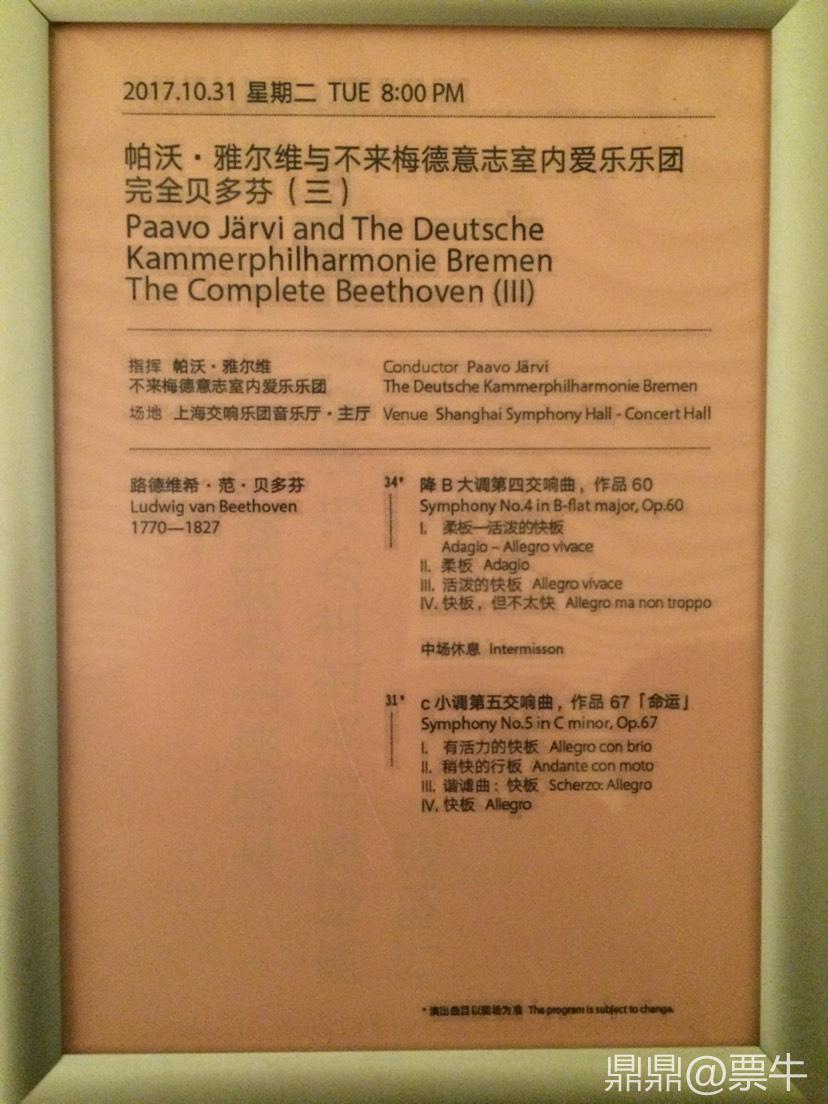 2017.10.31 星期二 TUE 8:00 PM
帕沃·雅尔维与不来梅德意志室内爱乐乐团
完全贝多芬（三）
Paavo Järvi and The Deutsche
Kammerphilharmonie Bremen
The Complete Beethoven (III)
指挥 帕沃·雅尔维 Conductor Paavo Järvi
不来梅德意志室内爱乐乐团 The Deutsche Kammerphilharmonie Bremen
场地 上海交响乐团音乐厅·主厅 Venue Shanghai Symphony Hall - Concert Hall
路德维希·范·贝多芬
Ludwig van Beethoven
1770—1827
34' 降 B 大调第四交响曲，作品 60
Symphony No.4 in B-flat major, Op.60
I. 柔板—活泼的快板
Adagio – Allegro vivace
II. 柔板 Adagio
III. 活泼的快板 Allegro vivace
IV. 快板，但不太快 Allegro ma non troppo
中场休息 Intermisson
31' c 小调第五交响曲，作品 67「命运」
Symphony No.5 in C minor, Op.67
I. 有活力的快板 Allegro con brio
II. 稍快的行板 Andante con moto
III. 谐谑曲：快板 Scherzo: Allegro
IV. 快板 Allegro
* 演出曲目以现场为准 The program is subject to change.
鼎鼎@票牛